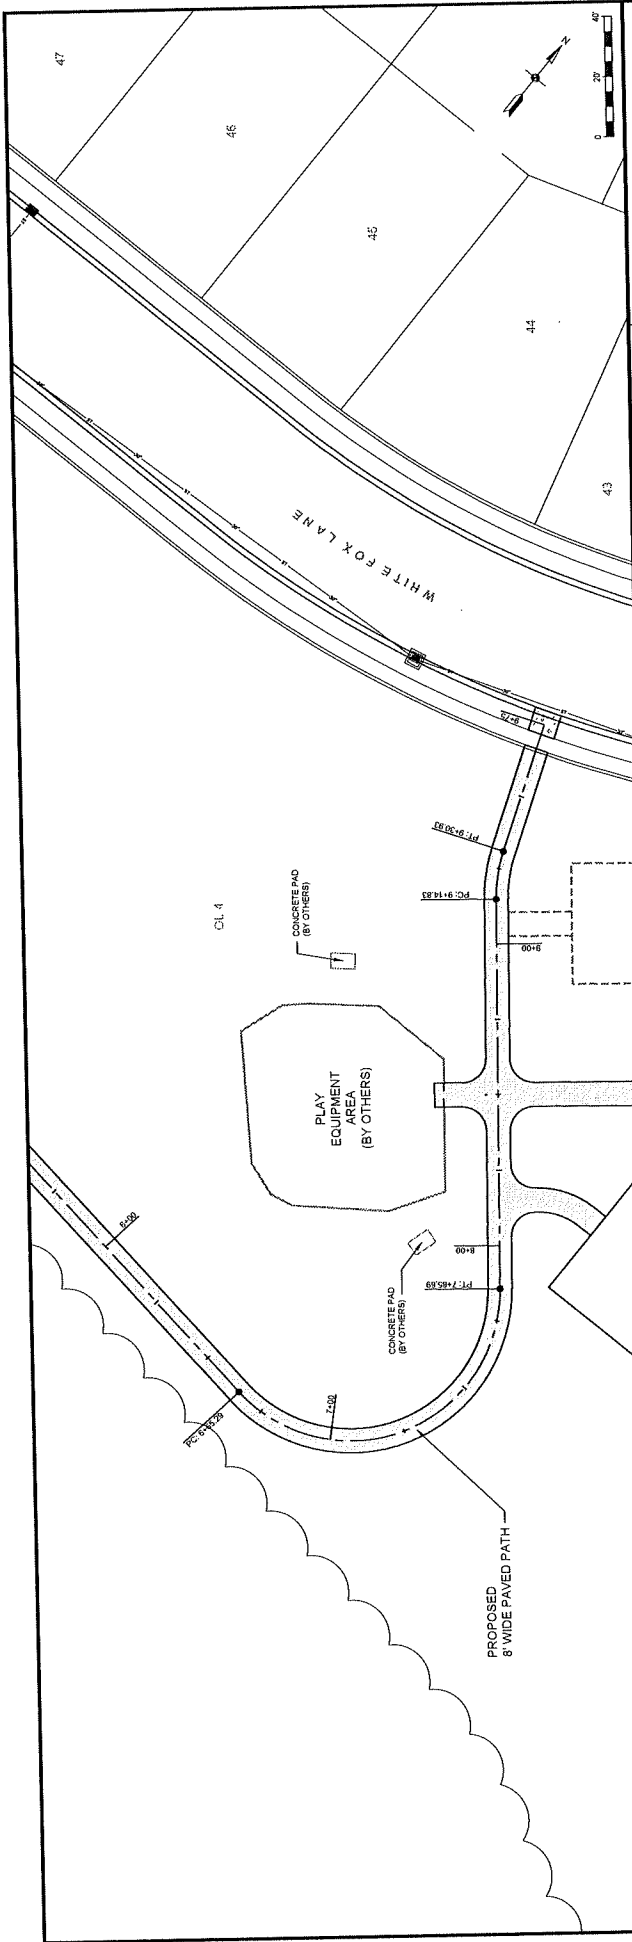 47
46
45
44
43
N
40'
20'
0
WHITE FOX LANE
9+75
PT: 9+30.93
PC: 9+14.83
9+00
OL 4
CONCRETE PAD
(BY OTHERS)
PLAY
EQUIPMENT
AREA
(BY OTHERS)
8+00
PT: 7+85.69
CONCRETE PAD
(BY OTHERS)
7+00
PC: 6+65.29
6+00
PROPOSED
8' WIDE PAVED PATH